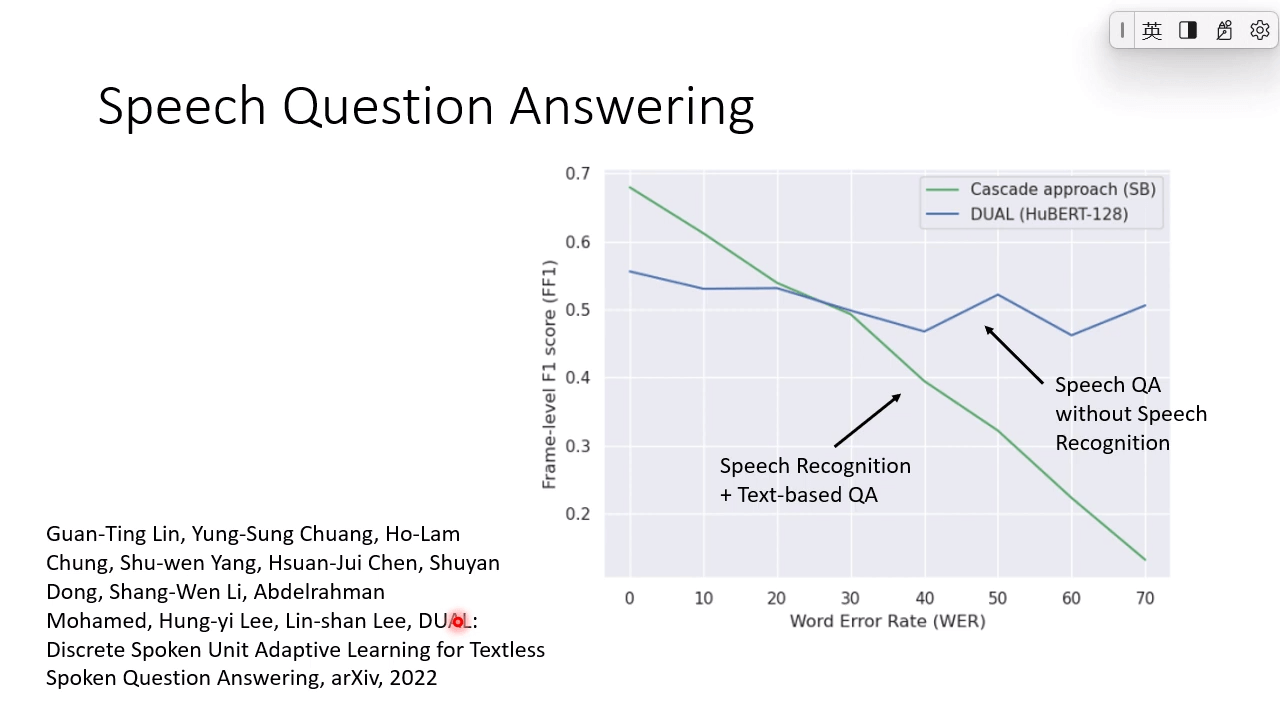 英
Speech Question Answering
0.7
0.6
0.5
0.4
0.3
0.2
Frame-level F1 score (FF1)
Cascade approach (SB)
DUAL (HuBERT-128)
Speech QA
without Speech
Recognition
Speech Recognition
+ Text-based QA
0 10 20 30 40 50 60 70
Word Error Rate (WER)
Guan-Ting Lin, Yung-Sung Chuang, Ho-Lam
Chung, Shu-wen Yang, Hsuan-Jui Chen, Shuyan
Dong, Shang-Wen Li, Abdelrahman
Mohamed, Hung-yi Lee, Lin-shan Lee, DUAL:
Discrete Spoken Unit Adaptive Learning for Textless
Spoken Question Answering, arXiv, 2022